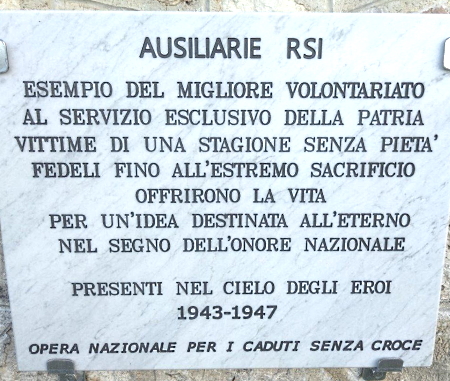 AUSILIARIE RSI
ESEMPIO DEL MIGLIORE VOLONTARIATO
AL SERVIZIO ESCLUSIVO DELLA PATRIA
VITTIME DI UNA STAGIONE SENZA PIETA'
FEDELI FINO ALL'ESTREMO SACRIFICIO
OFFRIRONO LA VITA
PER UN'IDEA DESTINATA ALL'ETERNO
NEL SEGNO DELL'ONORE NAZIONALE
PRESENTI NEL CIELO DEGLI EROI
1943-1947
OPERA NAZIONALE PER I CADUTI SENZA CROCE